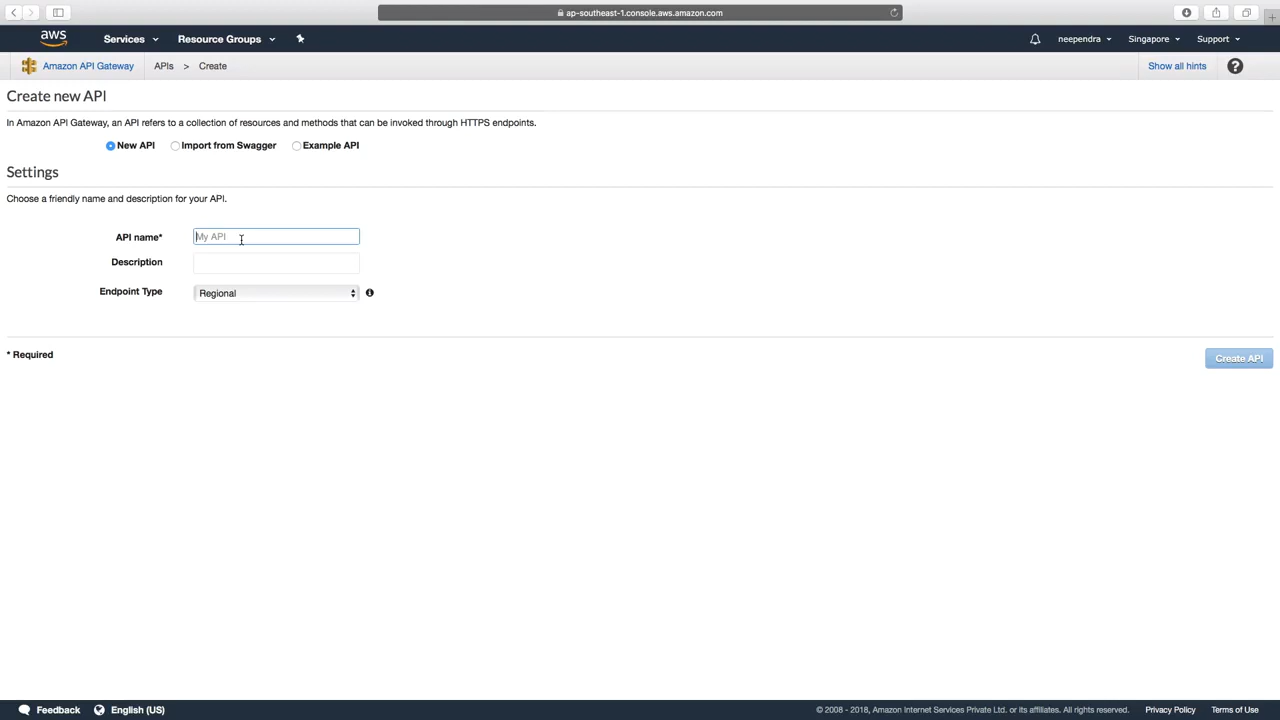 ap-southeast-1.console.aws.amazon.com
aws Services Resource Groups neependra Singapore Support
Amazon API Gateway APIs > Create Show all hints ?
Create new API
In Amazon API Gateway, an API refers to a collection of resources and methods that can be invoked through HTTPS endpoints.
New API Import from Swagger Example API
Settings
Choose a friendly name and description for your API.
API name* My API
Description
Endpoint Type Regional
* Required
Create API
Feedback English (US) © 2008 - 2018, Amazon Internet Services Private Ltd. or its affiliates. All rights reserved. Privacy Policy Terms of Use